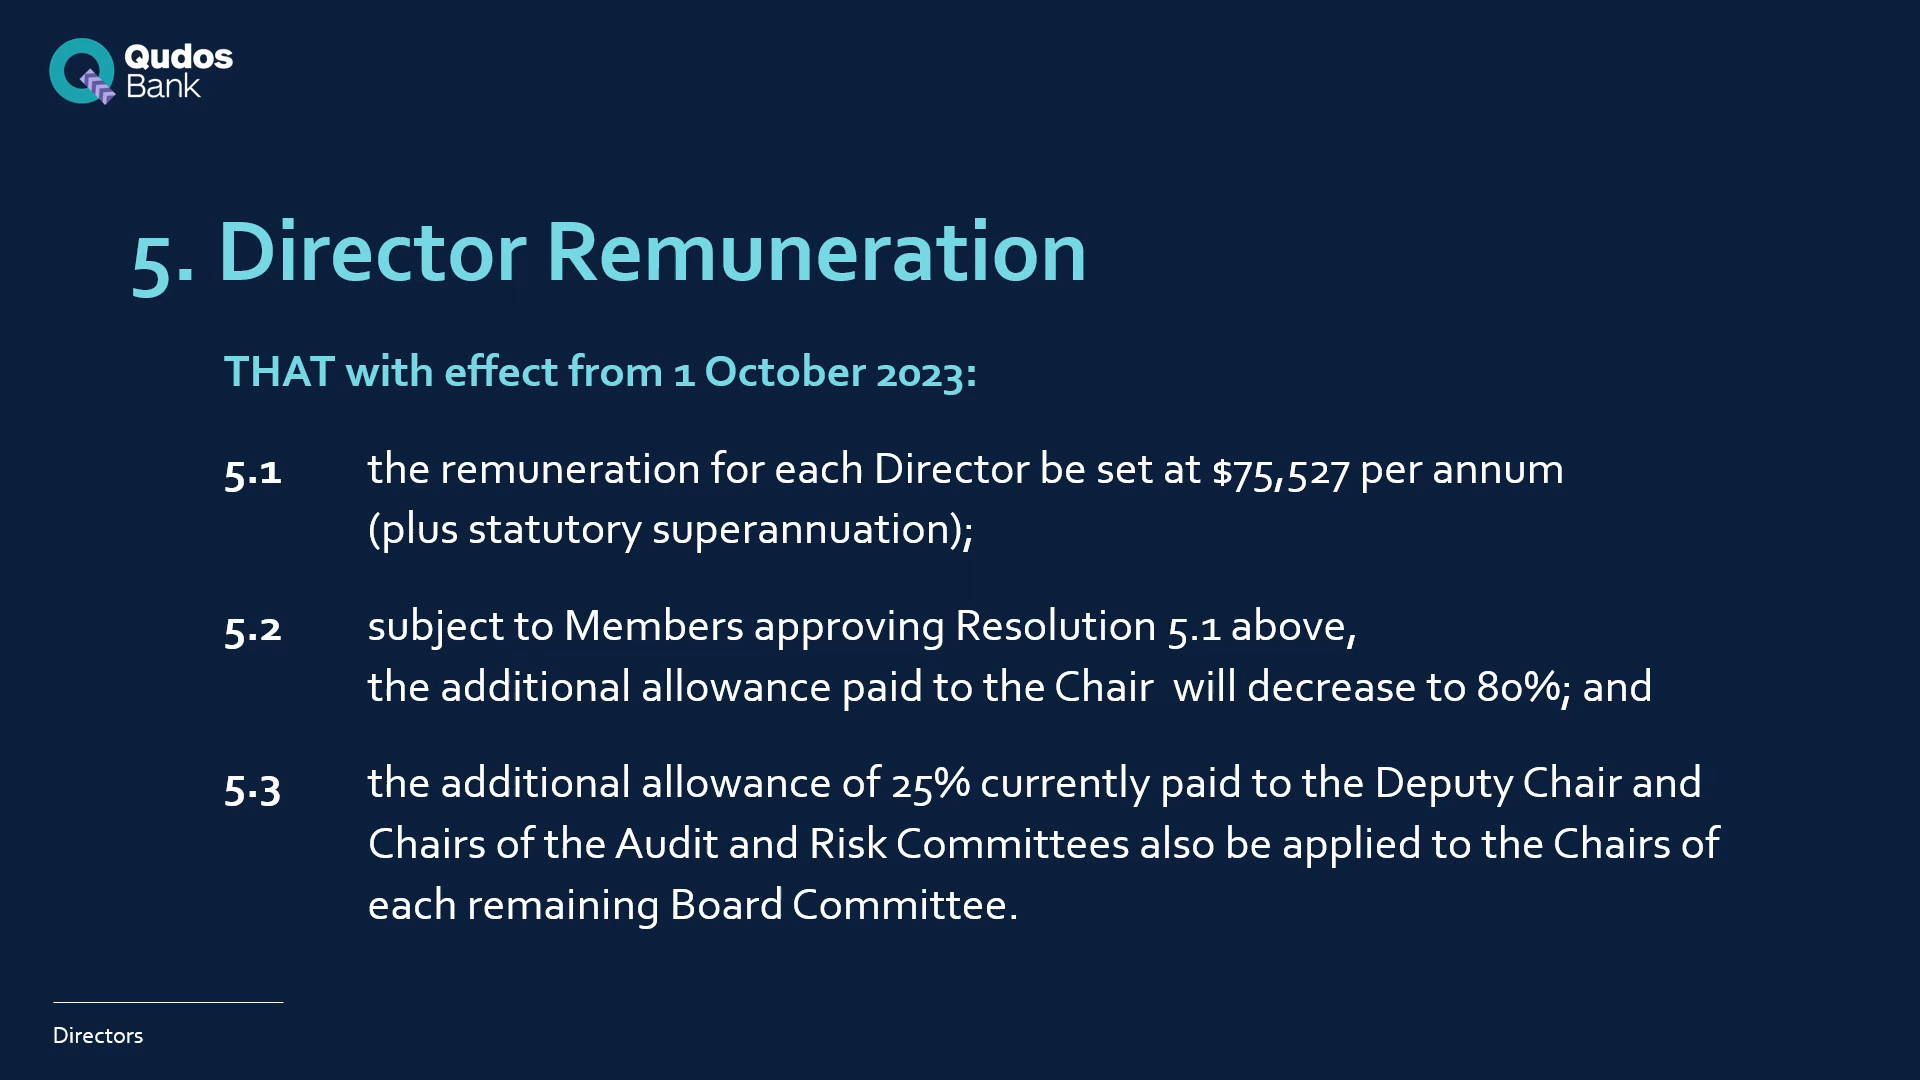 Qudos
Bank
5. Director Remuneration
THAT with effect from 1 October 2023:
5.1 the remuneration for each Director be set at $75,527 per annum
(plus statutory superannuation);
5.2 subject to Members approving Resolution 5.1 above,
the additional allowance paid to the Chair  will decrease to 80%; and
5.3 the additional allowance of 25% currently paid to the Deputy Chair and
Chairs of the Audit and Risk Committees also be applied to the Chairs of
each remaining Board Committee.
Directors